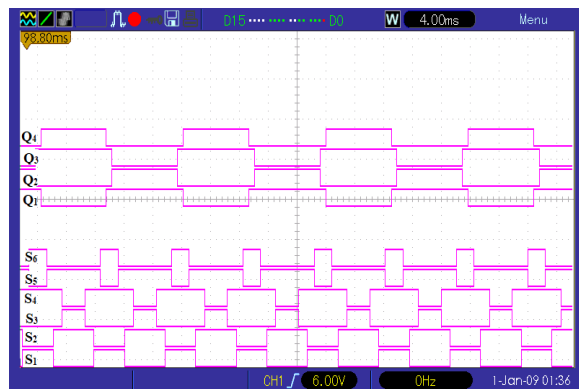 D15 D0 W 4.00ms Menu
98.80ms
Q4
Q3
Q2
Q1
S6
S5
S4
S3
S2
S1
CH1 6.00V 0Hz 1-Jan-09 01:36